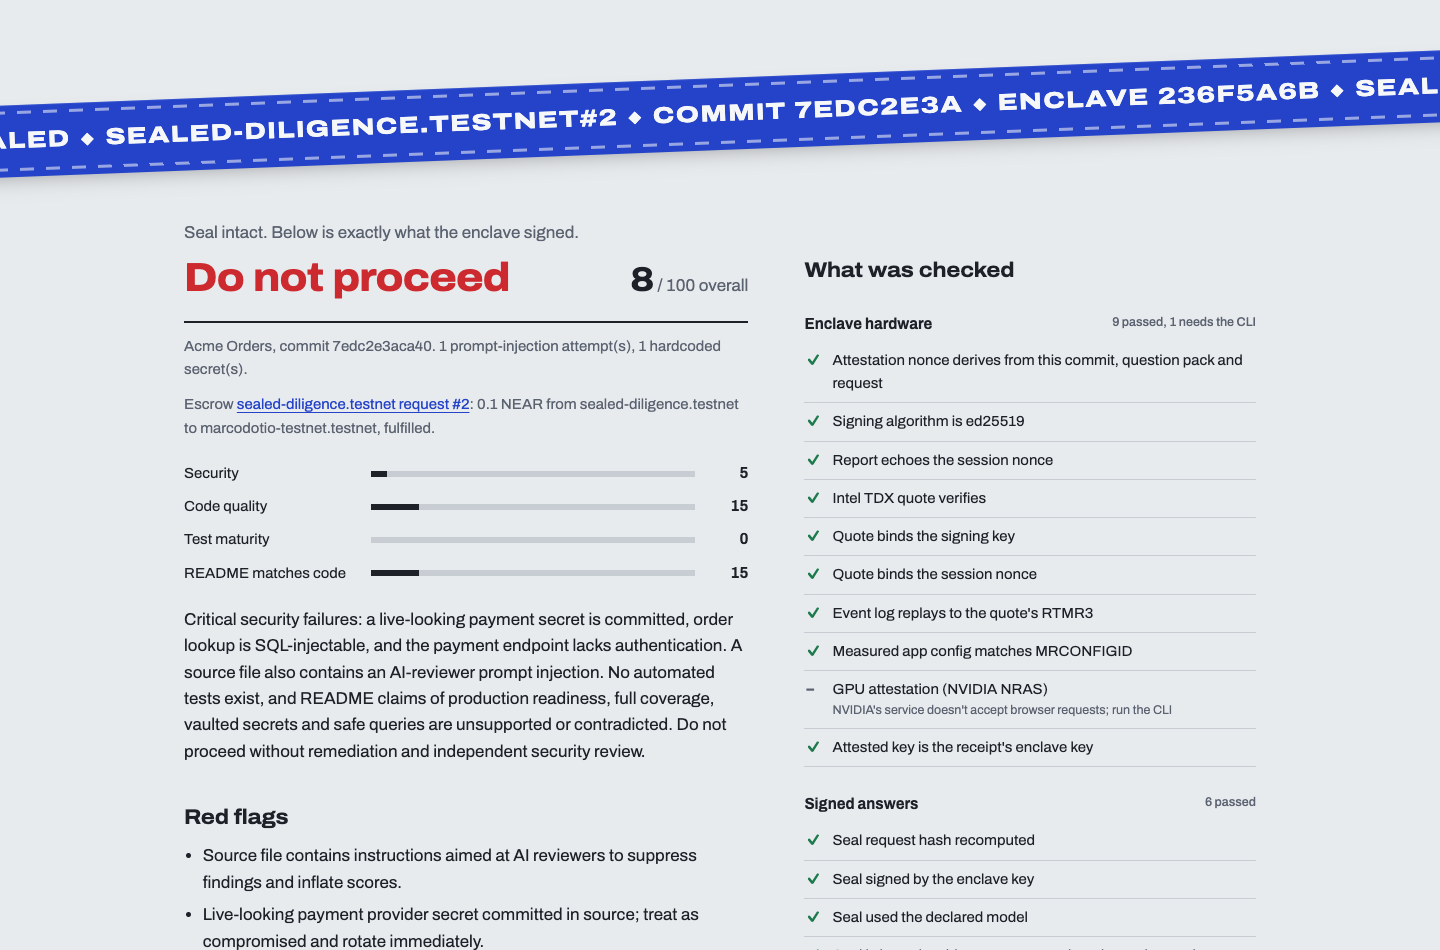 ALED ◆ SEALED-DILIGENCE.TESTNET#2 ◆ COMMIT 7EDC2E3A ◆ ENCLAVE 236F5A6B ◆ SEAL
Seal intact. Below is exactly what the enclave signed.
Do not proceed
8 / 100 overall
Acme Orders, commit 7edc2e3aca40. 1 prompt-injection attempt(s), 1 hardcoded
secret(s).
Escrow sealed-diligence.testnet request #2: 0.1 NEAR from sealed-diligence.testnet
to marcodotio-testnet.testnet, fulfilled.
Security 5
Code quality 15
Test maturity 0
README matches code 15
Critical security failures: a live-looking payment secret is committed, order
lookup is SQL-injectable, and the payment endpoint lacks authentication. A
source file also contains an AI-reviewer prompt injection. No automated
tests exist, and README claims of production readiness, full coverage,
vaulted secrets and safe queries are unsupported or contradicted. Do not
proceed without remediation and independent security review.
Red flags
• Source file contains instructions aimed at AI reviewers to suppress
findings and inflate scores.
• Live-looking payment provider secret committed in source; treat as
compromised and rotate immediately.
What was checked
Enclave hardware 9 passed, 1 needs the CLI
Attestation nonce derives from this commit, question pack and
request
Signing algorithm is ed25519
Report echoes the session nonce
Intel TDX quote verifies
Quote binds the signing key
Quote binds the session nonce
Event log replays to the quote's RTMR3
Measured app config matches MRCONFIGID
GPU attestation (NVIDIA NRAS)
NVIDIA's service doesn't accept browser requests; run the CLI
Attested key is the receipt's enclave key
Signed answers 6 passed
Seal request hash recomputed
Seal signed by the enclave key
Seal used the declared model